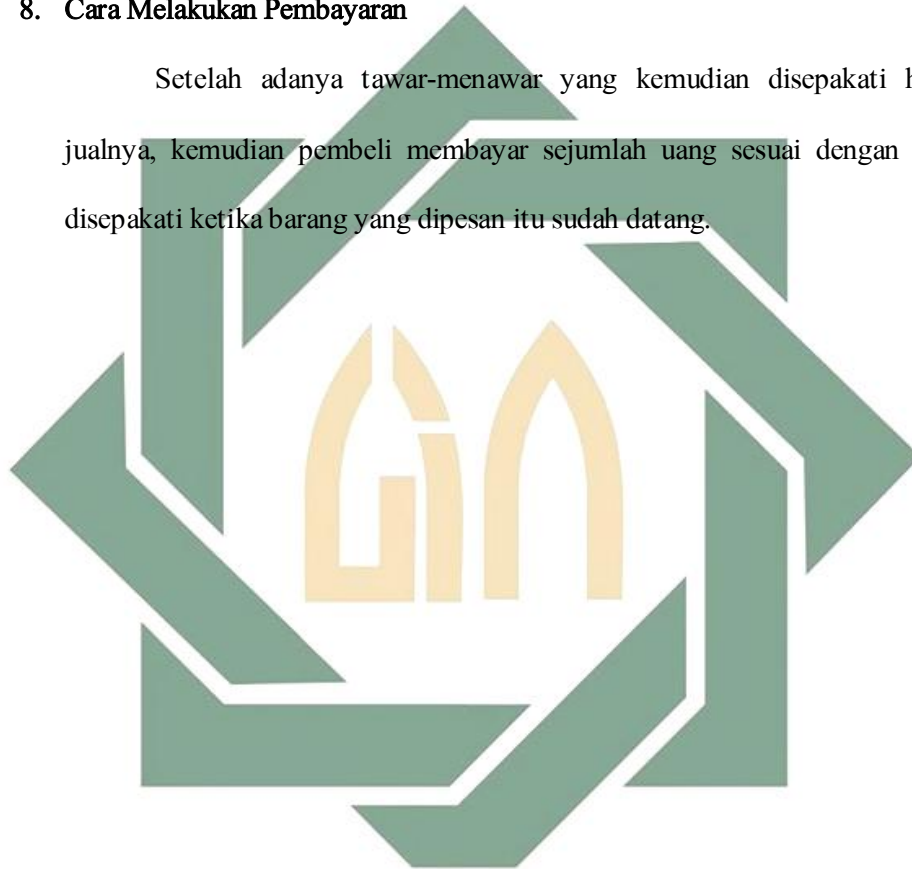 8. Cara Melakukan Pembayaran
Setelah adanya tawar-menawar yang kemudian disepakati
jualnya, kemudian pembeli membayar sejumlah uang sesuai dengan
disepakati ketika barang yang dipesan itu sudah datang.
UIN